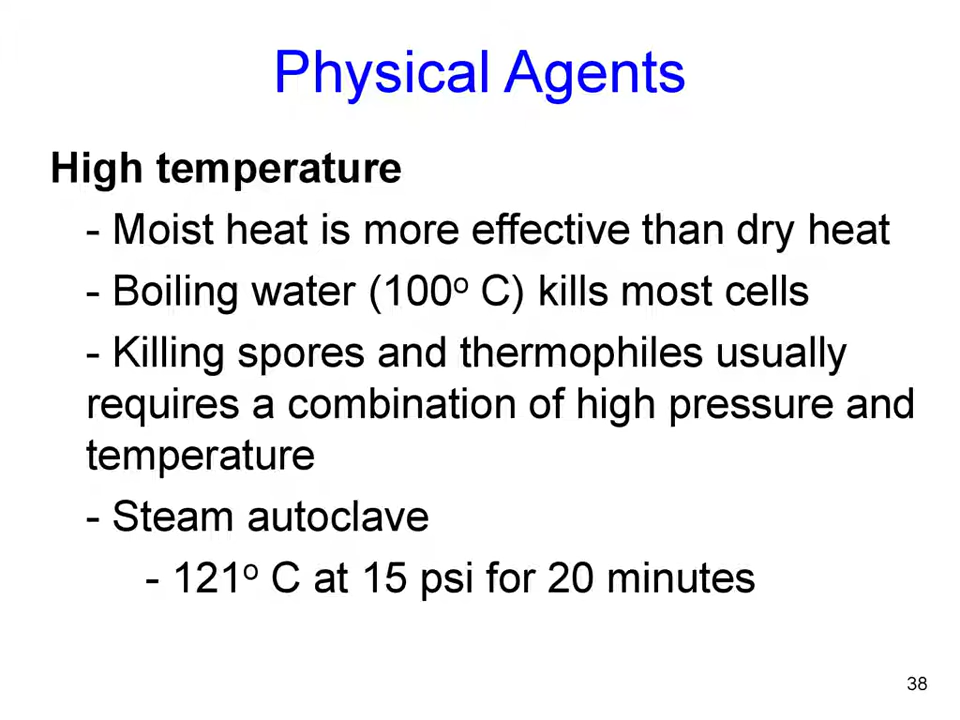 Physical Agents
High temperature
- Moist heat is more effective than dry heat
- Boiling water (100º C) kills most cells
- Killing spores and thermophiles usually
requires a combination of high pressure and
temperature
- Steam autoclave
- 121º C at 15 psi for 20 minutes
38